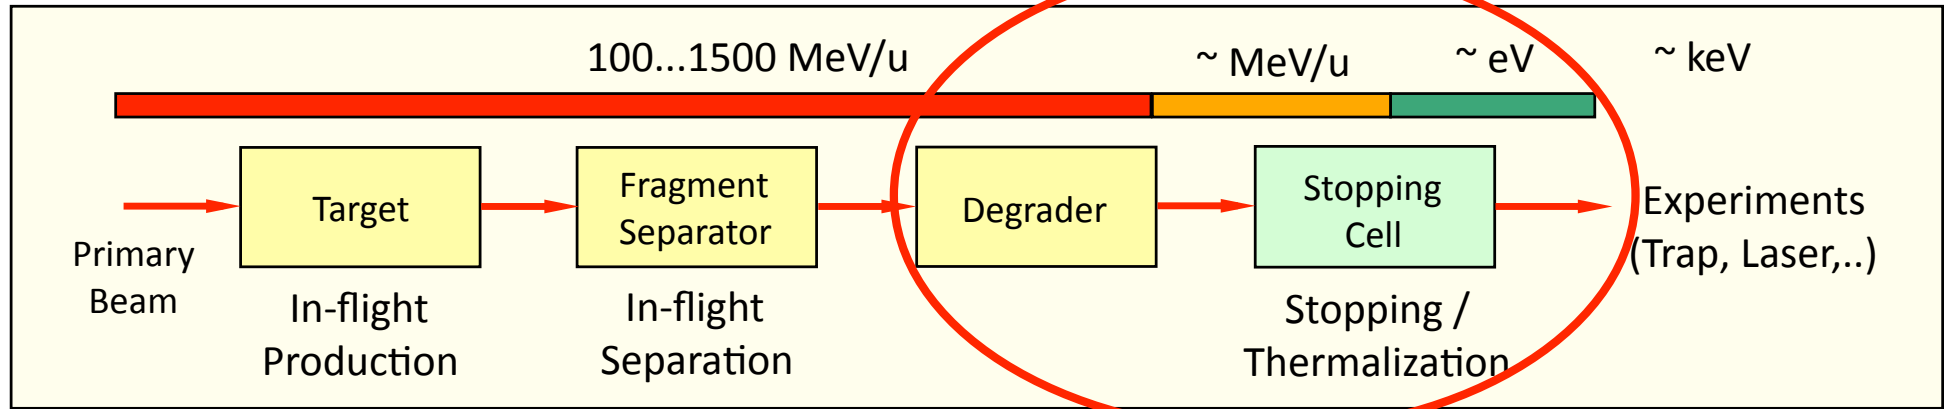 100...1500 MeV/u
~ MeV/u
~ eV
~ keV
Primary
Beam
Target
In-flight
Production
Fragment
Separator
In-flight
Separation
Degrader
Stopping
Cell
Stopping /
Thermalization
Experiments
(Trap, Laser,..)